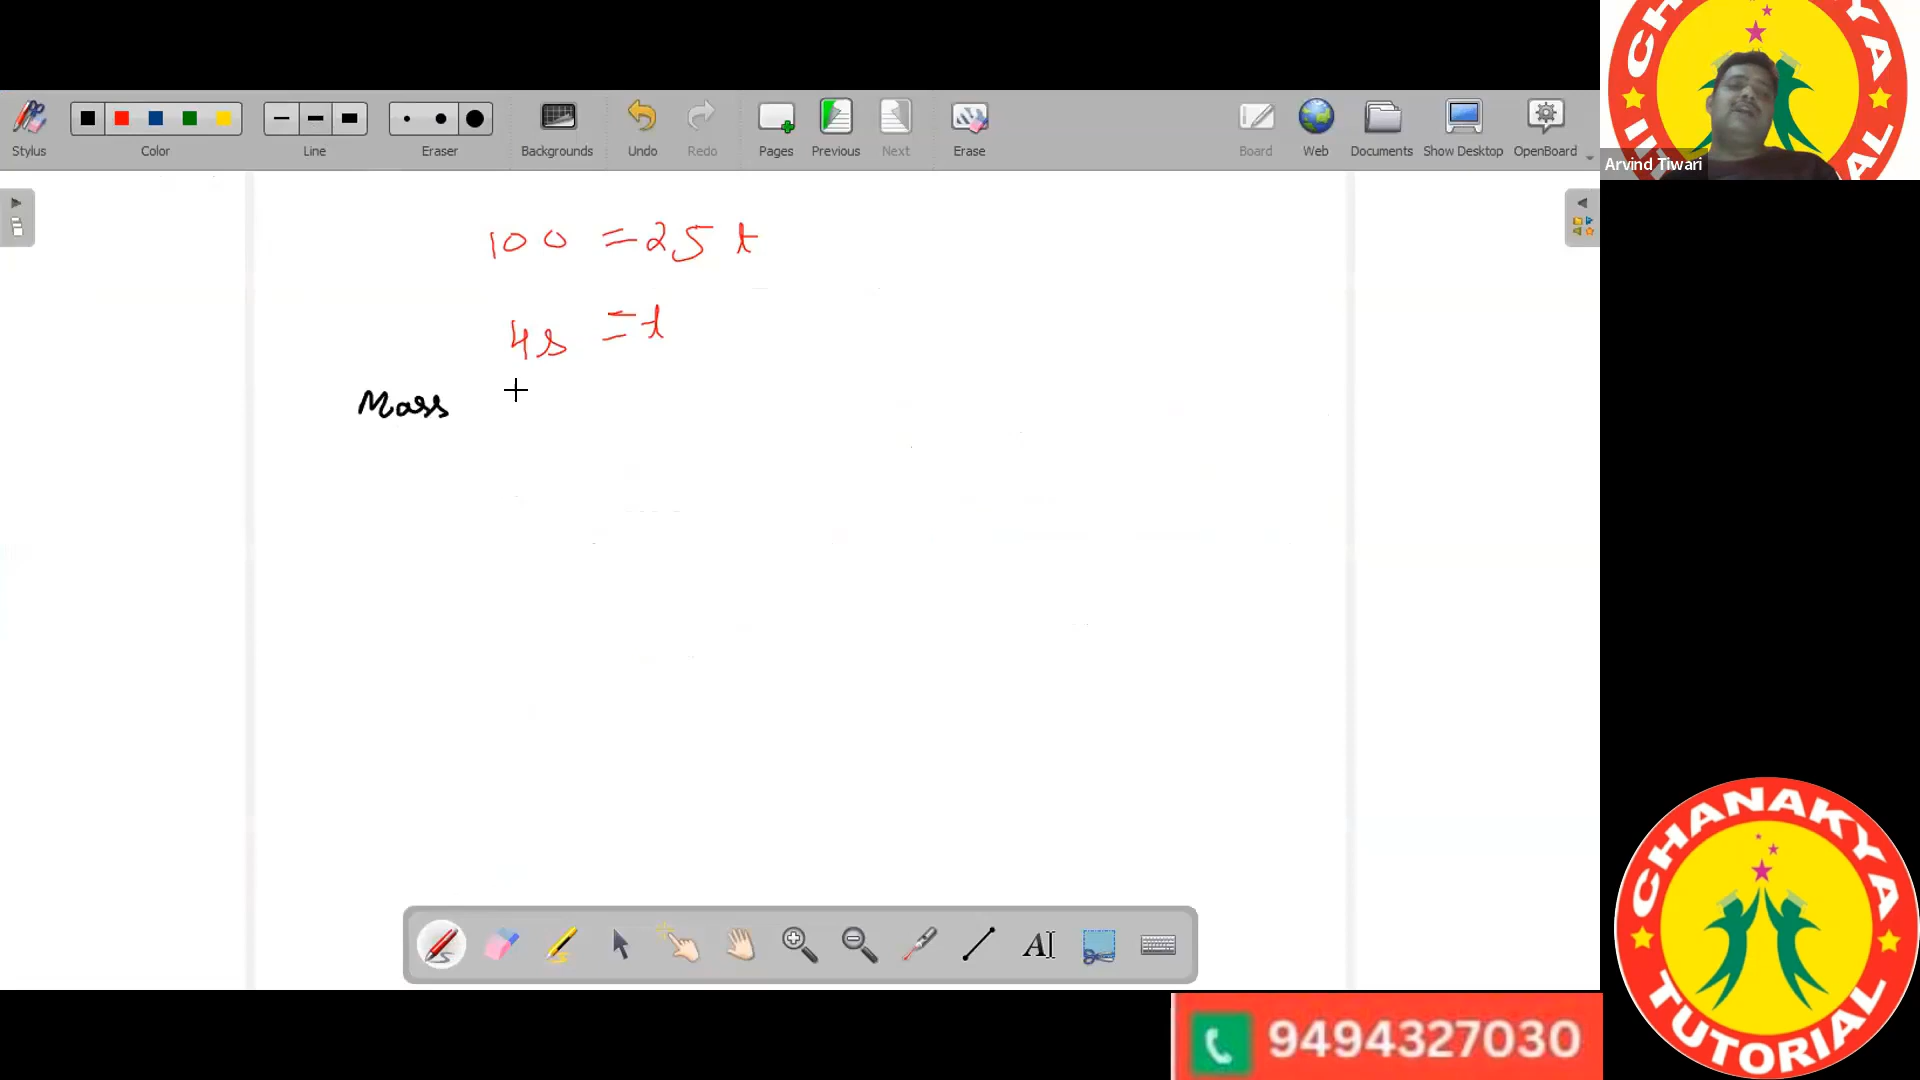 Stylus
Color
Line
Eraser
Backgrounds
Undo
Redo
Pages
Previous
Next
Erase
Board
Web
Documents
Show Desktop
OpenBoard
Arvind Tiwari
100 = 25 t
4s = t
Mass
A
CHANAKYA
TUTORIAL
9494327030